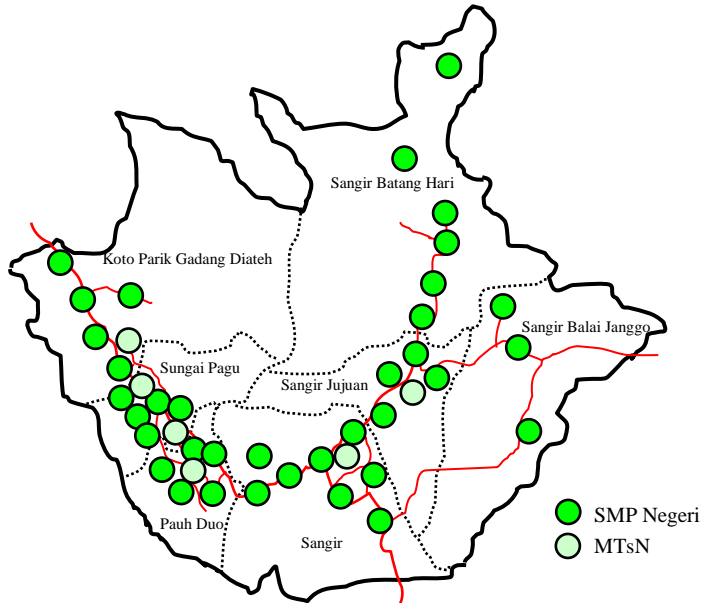 Sangir Batang Hari
Koto Parik Gadang Diateh
Sangir Balai Janggo
Sungai Pagu
Sangir Jujuan
SMP Negeri
Pauh Duo
Sangir
MTsN